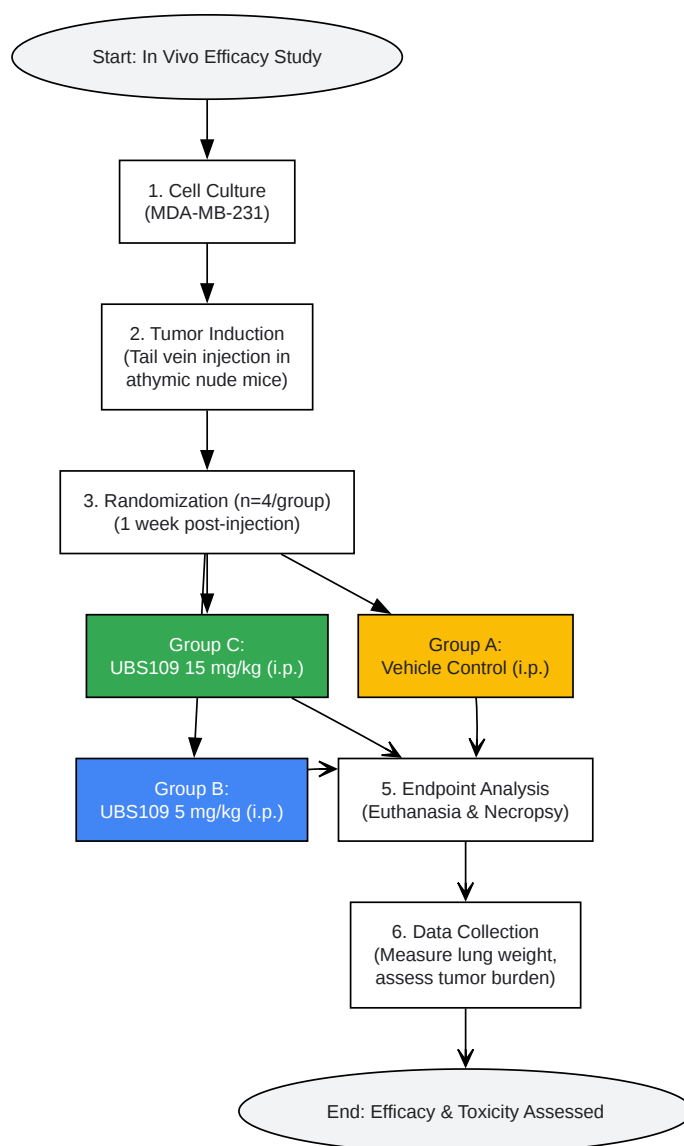 Start: In Vivo Efficacy Study
1. Cell Culture
(MDA-MB-231)
2. Tumor Induction
(Tail vein injection in
athymic nude mice)
3. Randomization (n=4/group)
(1 week post-injection)
Group C:
UBS109 15 mg/kg (i.p.)
Group A:
Vehicle Control (i.p.)
Group B:
UBS109 5 mg/kg (i.p.)
5. Endpoint Analysis
(Euthanasia & Necropsy)
6. Data Collection
(Measure lung weight,
assess tumor burden)
End: Efficacy & Toxicity Assessed